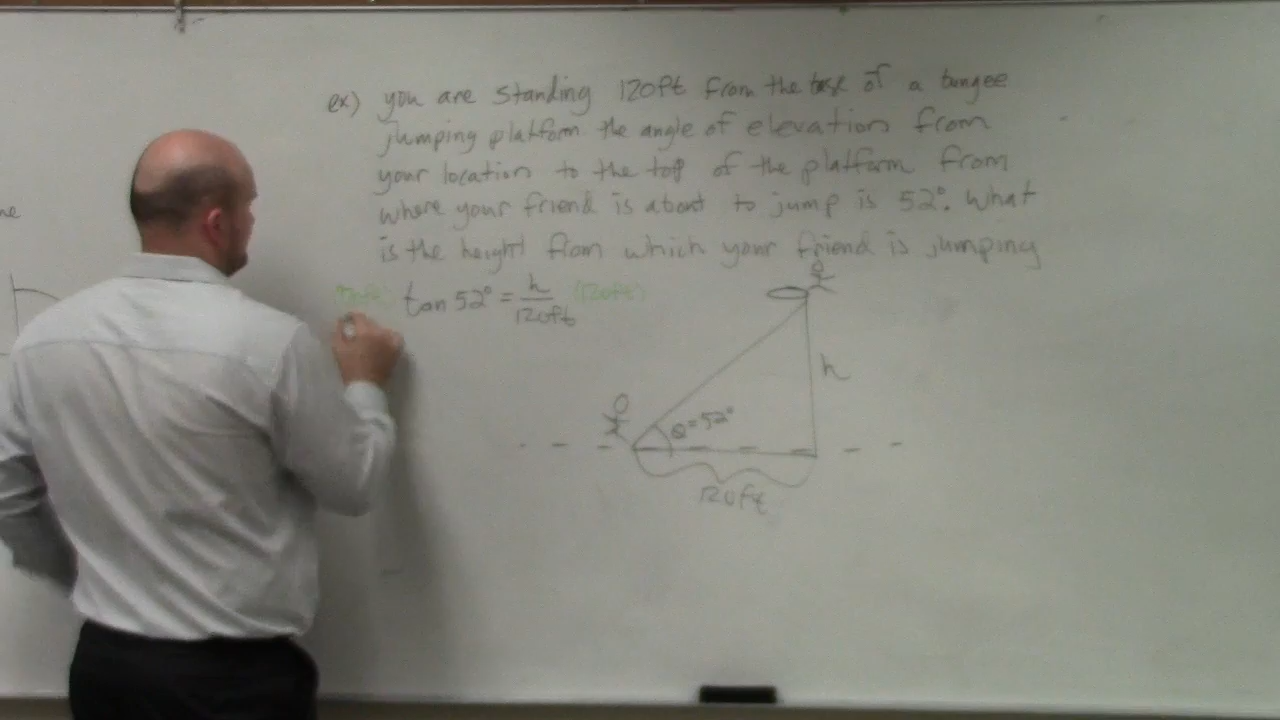 ex) you are standing 120ft from the base of a bungee
jumping platform the angle of elevation from
your location to the top of the platform from
where your friend is about to jump is 52°. What
is the height from which your friend is jumping
(120ft) tan 52° = h/120ft (120ft)
h
θ=52°
120ft